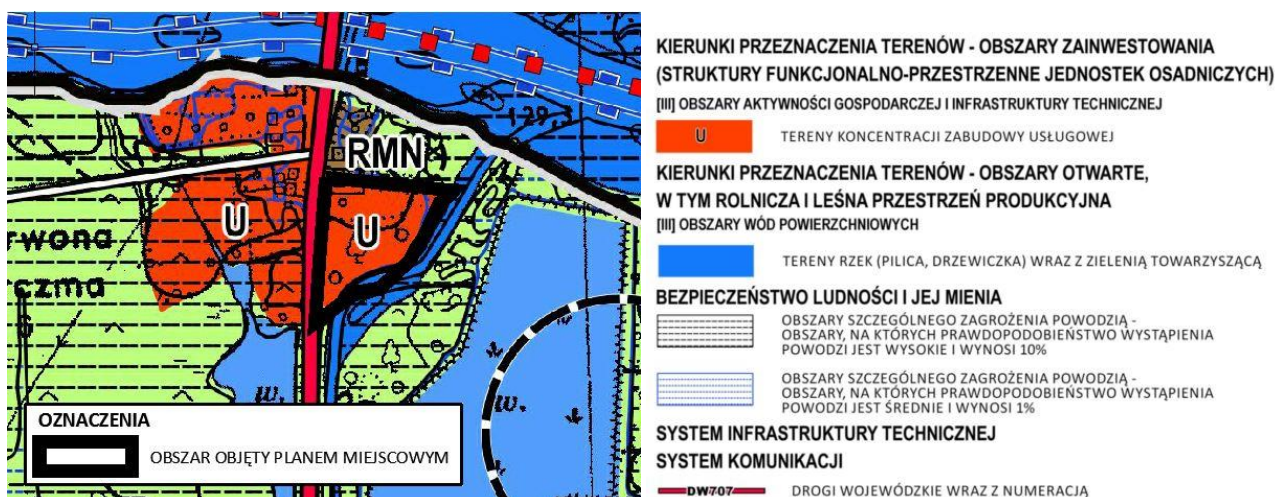 129,3
RMN
U
U
rwona
czma
w.
w.
OZNACZENIA
OBSZAR OBJĘTY PLANEM MIEJSCOWYM
KIERUNKI PRZEZNACZENIA TERENÓW - OBSZARY ZAINWESTOWANIA
(STRUKTURY FUNKCJONALNO-PRZESTRZENNE JEDNOSTEK OSADNICZYCH)
[III] OBSZARY AKTYWNOŚCI GOSPODARCZEJ I INFRASTRUKTURY TECHNICZNEJ
U TERENY KONCENTRACJI ZABUDOWY USŁUGOWEJ
KIERUNKI PRZEZNACZENIA TERENÓW - OBSZARY OTWARTE,
W TYM ROLNICZA I LEŚNA PRZESTRZEŃ PRODUKCYJNA
[III] OBSZARY WÓD POWIERZCHNIOWYCH
TERENY RZEK (PILICA, DRZEWICZKA) WRAZ Z ZIELENIĄ TOWARZYSZĄCĄ
BEZPIECZEŃSTWO LUDNOŚCI I JEJ MIENIA
OBSZARY SZCZEGÓLNEGO ZAGROŻENIA POWODZIĄ -
OBSZARY, NA KTÓRYCH PRAWDOPODOBIEŃSTWO WYSTĄPIENIA
POWODZI JEST WYSOKIE I WYNOSI 10%
OBSZARY SZCZEGÓLNEGO ZAGROŻENIA POWODZIĄ -
OBSZARY, NA KTÓRYCH PRAWDOPODOBIEŃSTWO WYSTĄPIENIA
POWODZI JEST ŚREDNIE I WYNOSI 1%
SYSTEM INFRASTRUKTURY TECHNICZNEJ
SYSTEM KOMUNIKACJI
DW707 DROGI WOJEWÓDZKIE WRAZ Z NUMERACJĄ